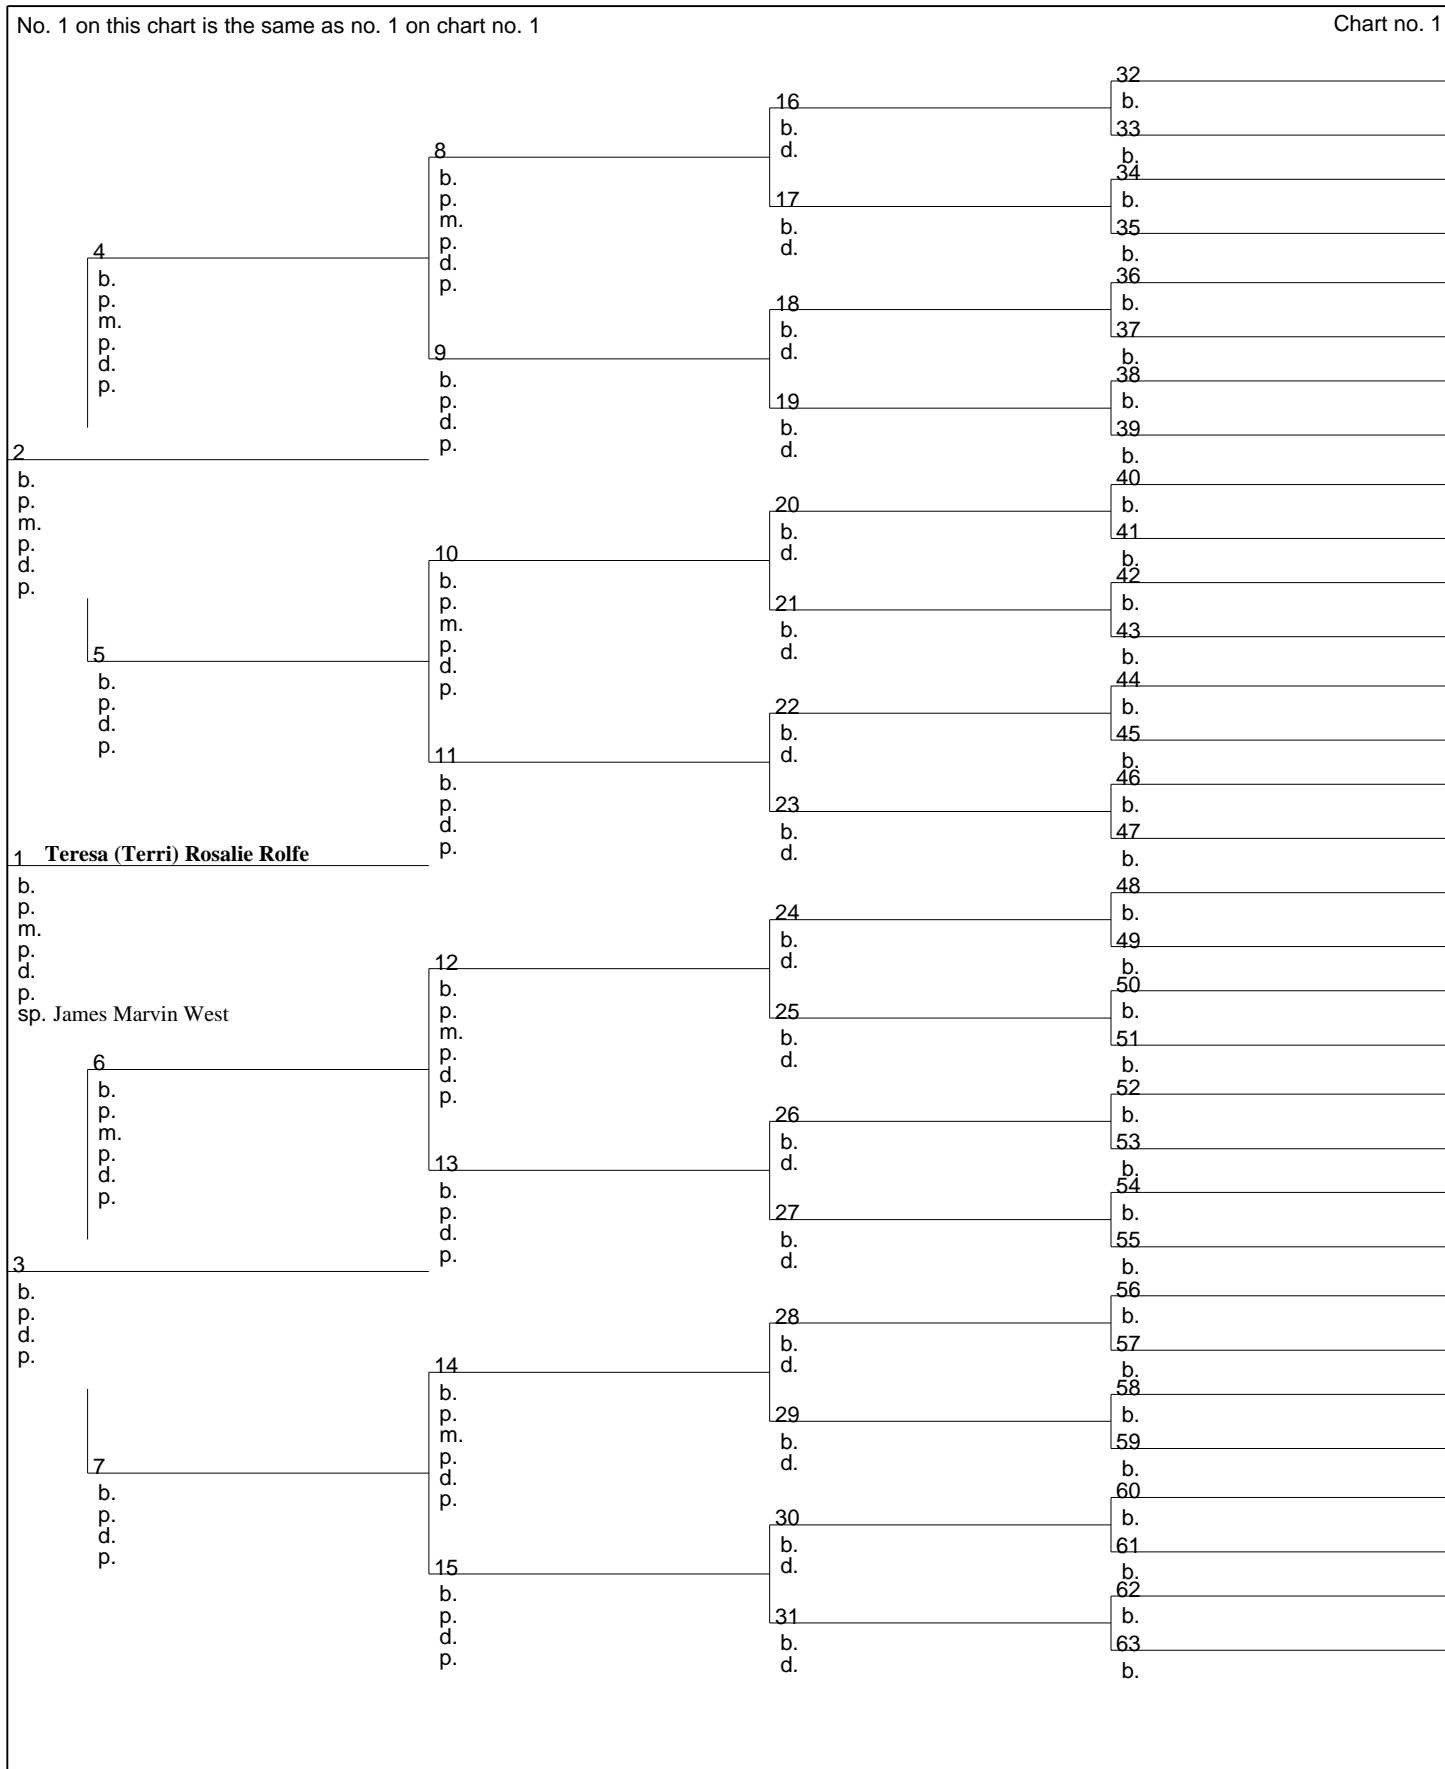 No. 1 on this chart is the same as no. 1 on chart no. 1
Chart no. 1
2
b.
p.
m.
p.
d.
p.
1 Teresa (Terri) Rosalie Rolfe
b.
p.
m.
p.
d.
p.
sp. James Marvin West
3
b.
p.
d.
p.
4
b.
p.
m.
p.
d.
p.
5
b.
p.
d.
p.
6
b.
p.
m.
p.
d.
p.
7
b.
p.
d.
p.
8
b.
p.
m.
p.
d.
p.
9
b.
p.
d.
p.
10
b.
p.
m.
p.
d.
p.
11
b.
p.
d.
p.
12
b.
p.
m.
p.
d.
p.
13
b.
p.
d.
p.
14
b.
p.
m.
p.
d.
p.
15
b.
p.
d.
p.
16
b.
d.
17
b.
d.
18
b.
d.
19
b.
d.
20
b.
d.
21
b.
d.
22
b.
d.
23
b.
d.
24
b.
d.
25
b.
d.
26
b.
d.
27
b.
d.
28
b.
d.
29
b.
d.
30
b.
d.
31
b.
d.
32
b.
33
b.
34
b.
35
b.
36
b.
37
b.
38
b.
39
b.
40
b.
41
b.
42
b.
43
b.
44
b.
45
b.
46
b.
47
b.
48
b.
49
b.
50
b.
51
b.
52
b.
53
b.
54
b.
55
b.
56
b.
57
b.
58
b.
59
b.
60
b.
61
b.
62
b.
63
b.